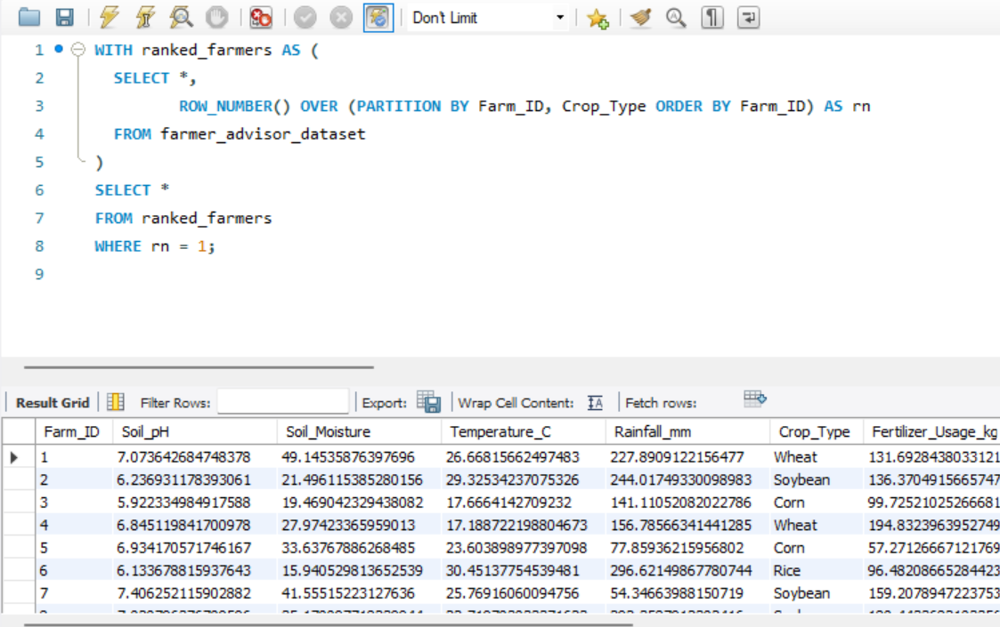 Don't Limit
1 WITH ranked_farmers AS (
2 SELECT *,
3 ROW_NUMBER() OVER (PARTITION BY Farm_ID, Crop_Type ORDER BY Farm_ID) AS rn
4 FROM farmer_advisor_dataset
5 )
6 SELECT *
7 FROM ranked_farmers
8 WHERE rn = 1;
9
Result Grid Filter Rows: Export: Wrap Cell Content: Fetch rows:
Farm_ID Soil_pH Soil_Moisture Temperature_C Rainfall_mm Crop_Type Fertilizer_Usage_kg
1 7.073642684748378 49.14535876397696 26.66815662497483 227.8909122156477 Wheat 131.6928438033121
2 6.236931178393061 21.496115385280156 29.32534237075326 244.01749330098983 Soybean 136.3704915665747
3 5.922334984917588 19.469042329438082 17.6664142709232 141.11052082022786 Corn 99.72521025266681
4 6.845119841700978 27.97423365959013 17.188722198804673 156.78566341441285 Wheat 194.8323963952749
5 6.934170571746167 33.63767886268485 23.603898977397098 77.85936215956802 Corn 57.27126667121769
6 6.133678815937643 15.940529813652539 30.45137754539481 296.62149867780744 Rice 96.48208665284423
7 7.406252115902882 41.55515223127636 25.76916060094756 54.34663988150719 Soybean 159.2078947223753